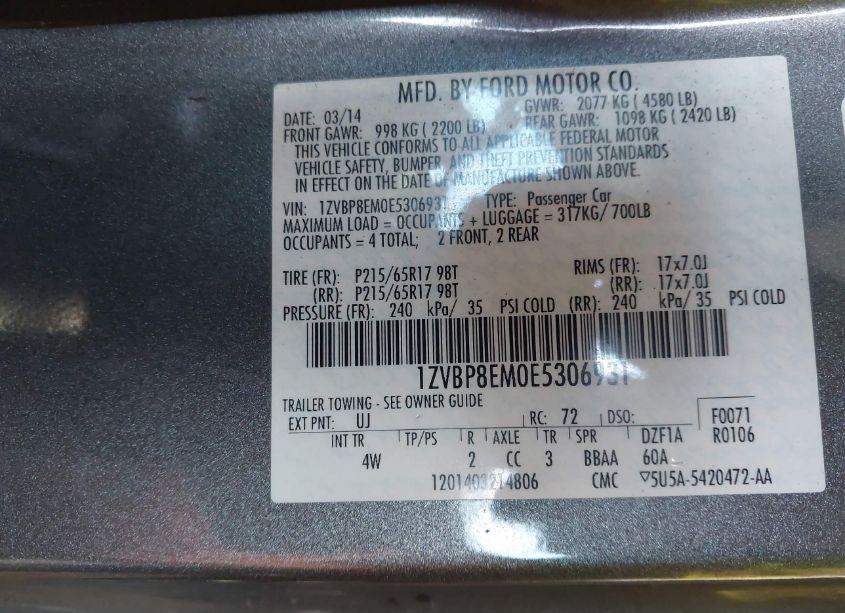 MFD. BY FORD MOTOR CO.
DATE: 03/14 GVWR: 2077 KG ( 4580 LB)
FRONT GAWR: 998 KG ( 2200 LB) REAR GAWR: 1098 KG ( 2420 LB)
THIS VEHICLE CONFORMS TO ALL APPLICABLE FEDERAL MOTOR
VEHICLE SAFETY, BUMPER, AND THEFT PREVENTION STANDARDS
IN EFFECT ON THE DATE OF MANUFACTURE SHOWN ABOVE.
VIN: 1ZVBP8EM0E5306931 TYPE: Passenger Car
MAXIMUM LOAD = OCCUPANTS + LUGGAGE = 317KG/ 700LB
OCCUPANTS = 4 TOTAL; 2 FRONT, 2 REAR
TIRE (FR): P215/65R17 98T RIMS (FR): 17x7.0J
(RR): P215/65R17 98T (RR): 17x7.0J
PRESSURE (FR): 240 kPa/ 35 PSI COLD (RR): 240 kPa/ 35 PSI COLD
1ZVBP8EM0E5306931
TRAILER TOWING - SEE OWNER GUIDE
EXT PNT: UJ RC: 72 DSO: F0071
INT TR TP/PS R AXLE TR SPR DZF1A R0106
4W 2 CC 3 BBAA 60A
1201403214806 CMC ▽5U5A-5420472-AA